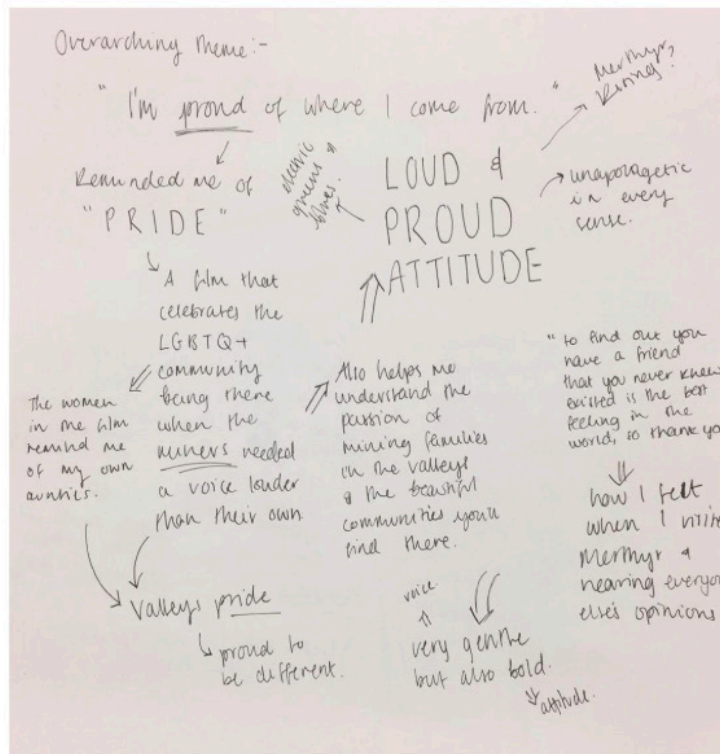 Overarching theme:-
"I'm proud of where I come from."
Merthyr
Rising?
Reminded me of
"PRIDE"
electric
greens &
blues.
LOUD &
PROUD
ATTITUDE
unapologetic
in every
sense.
A film that
celebrates the
LGBTQ+
community
being there
when the
miners needed
a voice louder
than their own
The women
in the film
remind me
of my own
aunties.
Also helps me
understand the
passion of
mining families
in the valleys
& the beautiful
communities you'll
find there.
"to find out you
have a friend
that you never knew
existed is the best
feeling in the
world, so thank you
how I felt
when I
Merthyr &
hearing
else's opinions
Valleys pride
proud to
be different.
voice
very gentle
but also bold.
attitude.